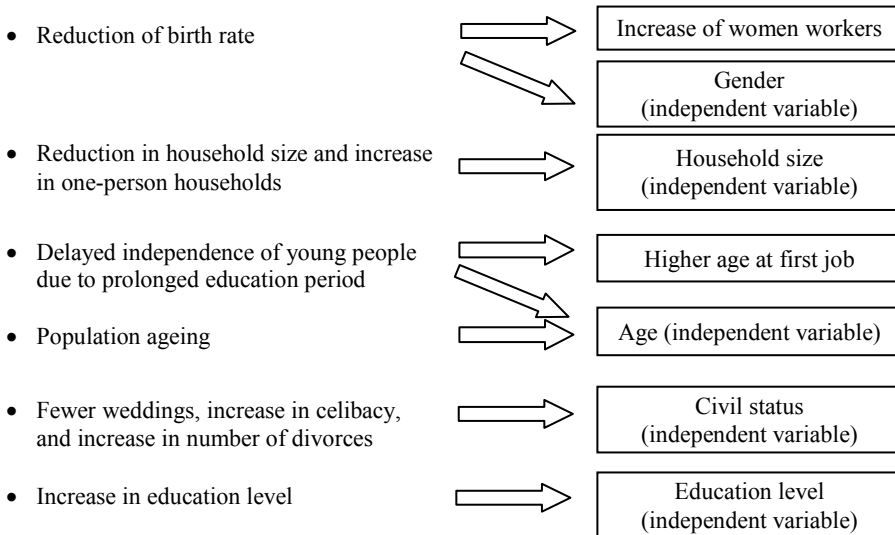 • Reduction of birth rate
Increase of women workers
Gender
(independent variable)
• Reduction in household size and increase
in one-person households
Household size
(independent variable)
• Delayed independence of young people
due to prolonged education period
Higher age at first job
• Population ageing
Age (independent variable)
• Fewer weddings, increase in celibacy,
and increase in number of divorces
Civil status
(independent variable)
• Increase in education level
Education level
(independent variable)